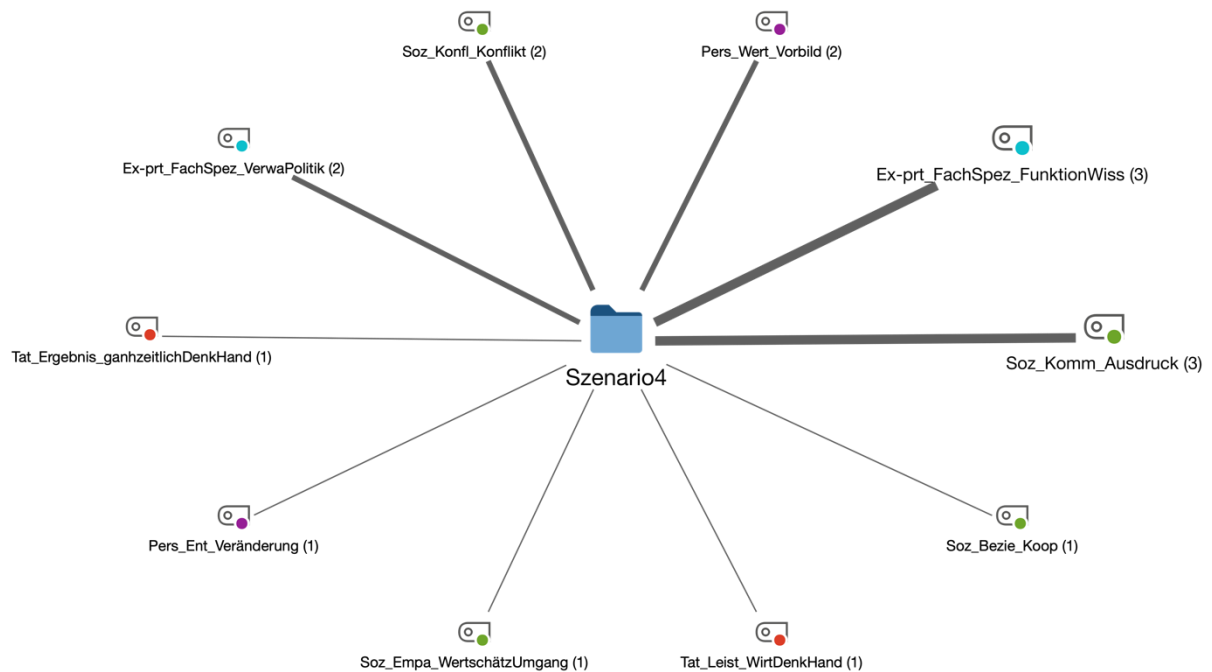 Soz_Konfl_Konflikt (2)
Pers_Wert_Vorbild (2)
Ex-prt_FachSpez_VerwaPolitik (2)
Ex-prt_FachSpez_FunktionWiss (3)
Tat_Ergebnis_ganhzeitlichDenkHand (1)
Soz_Komm_Ausdruck (3)
Szenario4
Pers_Ent_Veränderung (1)
Soz_Bezie_Koop (1)
Soz_Empa_WertschätzUmgang (1)
Tat_Leist_WirtDenkHand (1)